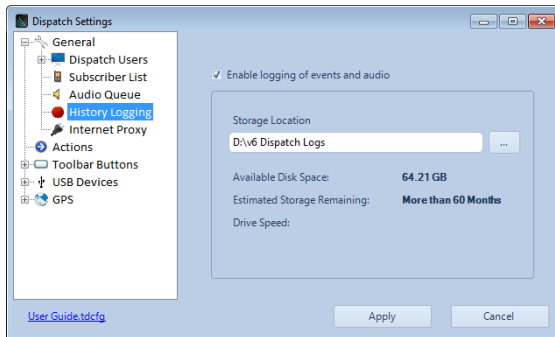 Dispatch Settings
General
Dispatch Users
Subscriber List
Audio Queue
History Logging
Internet Proxy
Actions
Toolbar Buttons
USB Devices
GPS
Enable logging of events and audio
Storage Location
D:\v6 Dispatch Logs
...
Available Disk Space: 64.21 GB
Estimated Storage Remaining: More than 60 Months
Drive Speed:
User Guide.tdcfg
Apply
Cancel